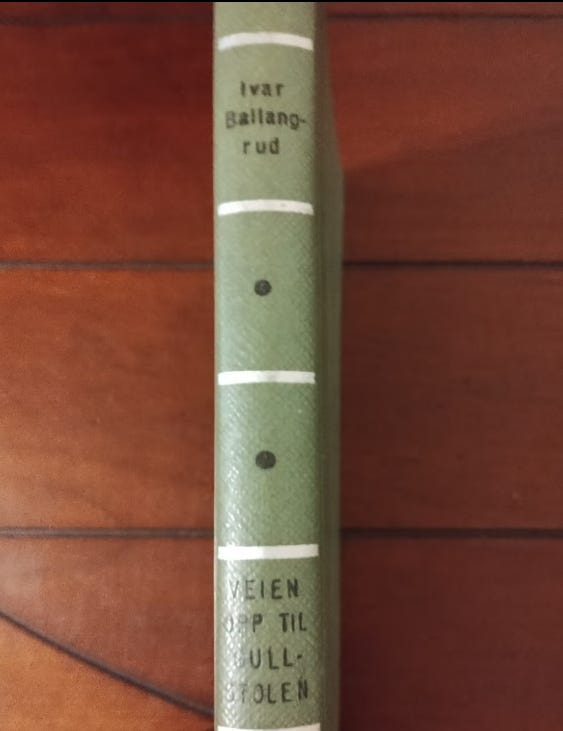 Ivar
Ballang-
rud
VEIEN
OPP TIL
GULL-
STOLEN